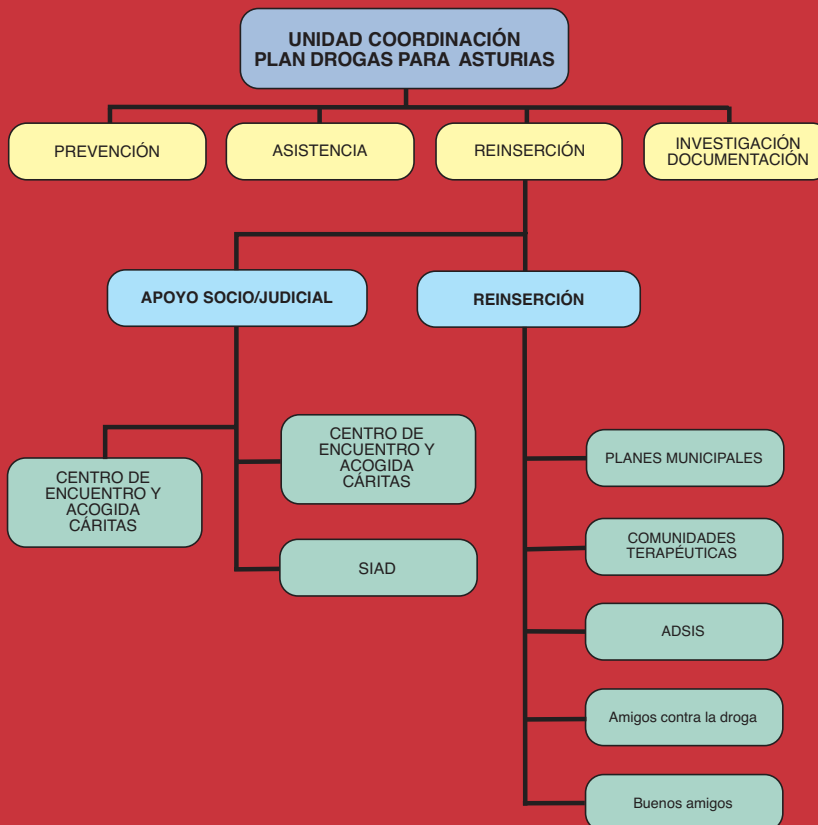 UNIDAD COORDINACIÓN
PLAN DROGAS PARA ASTURIAS
PREVENCIÓN
ASISTENCIA
REINSERCIÓN
INVESTIGACIÓN
DOCUMENTACIÓN
APOYO SOCIO/JUDICIAL
REINSERCIÓN
CENTRO DE
ENCUENTRO Y
ACOGIDA
CÁRITAS
CENTRO DE
ENCUENTRO Y
ACOGIDA
CÁRITAS
SIAD
PLANES MUNICIPALES
COMUNIDADES
TERAPÉUTICAS
ADSIS
Amigos contra la droga
Buenos amigos